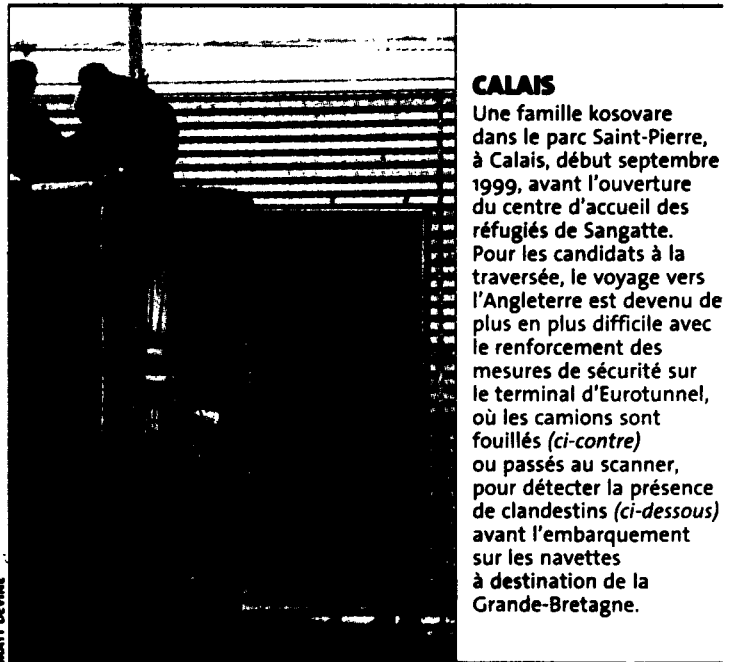 CALAIS
Une famille kosovare
dans le parc Saint-Pierre,
à Calais, début septembre
1999, avant l'ouverture
du centre d'accueil des
réfugiés de Sangatte.
Pour les candidats à la
traversée, le voyage vers
l'Angleterre est devenu de
plus en plus difficile avec
le renforcement des
mesures de sécurité sur
le terminal d'Eurotunnel,
où les camions sont
fouillés (ci-contre)
ou passés au scanner,
pour détecter la présence
de clandestins (ci-dessous)
avant l'embarquement
sur les navettes
à destination de la
Grande-Bretagne.